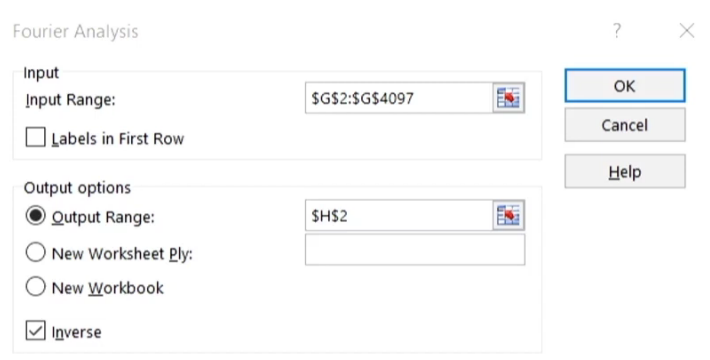 Fourier Analysis
?
Input
Input Range:
$G$2:$G$4097
Labels in First Row
Output options
Output Range:
$H$2
New Worksheet Ply:
New Workbook
Inverse
OK
Cancel
Help